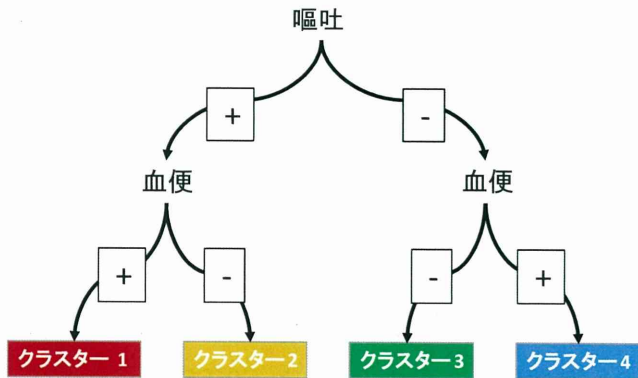 嘔吐
+
-
血便
血便
+
-
-
+
クラスター 1
クラスター 2
クラスター 3
クラスター 4